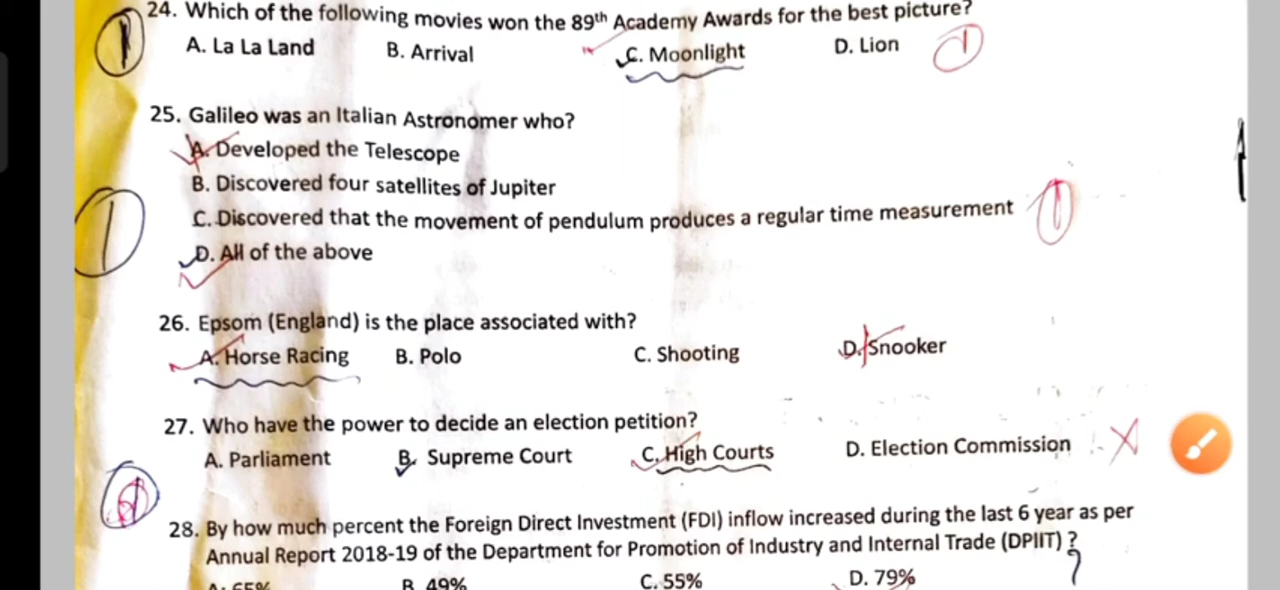 24. Which of the following movies won the 89th Academy Awards for the best picture?
A. La La Land B. Arrival C. Moonlight D. Lion
25. Galileo was an Italian Astronomer who?
A. Developed the Telescope
B. Discovered four satellites of Jupiter
C. Discovered that the movement of pendulum produces a regular time measurement
D. All of the above
26. Epsom (England) is the place associated with?
A. Horse Racing B. Polo C. Shooting D. Snooker
27. Who have the power to decide an election petition?
A. Parliament B. Supreme Court C. High Courts D. Election Commission
28. By how much percent the Foreign Direct Investment (FDI) inflow increased during the last 6 year as per
Annual Report 2018-19 of the Department for Promotion of Industry and Internal Trade (DPIIT) ?
A. 65% B. 49% C. 55% D. 79%